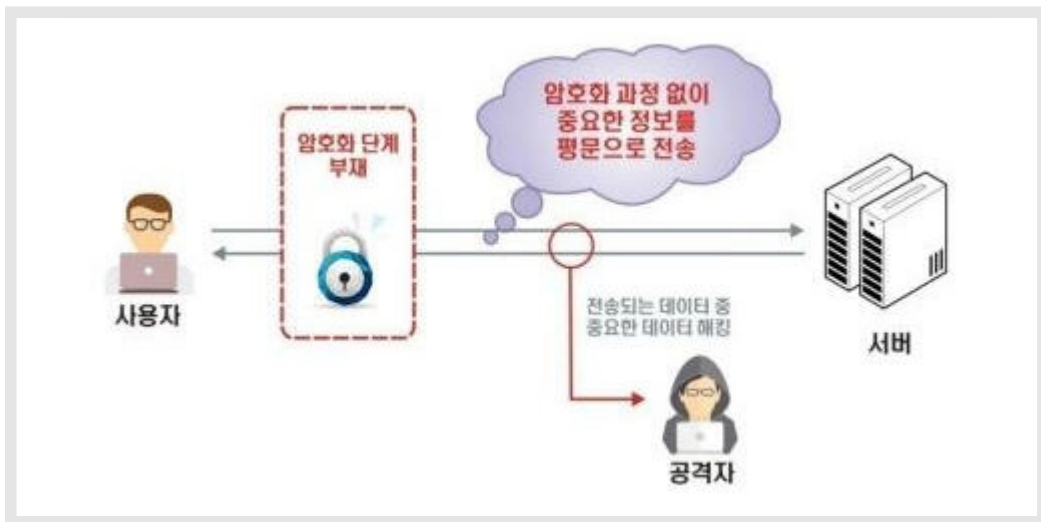 암호화 과정 없이
중요한 정보를
평문으로 전송
암호화 단계
부재
사용자
전송되는 데이터 중
중요한 데이터 해킹
서버
공격자